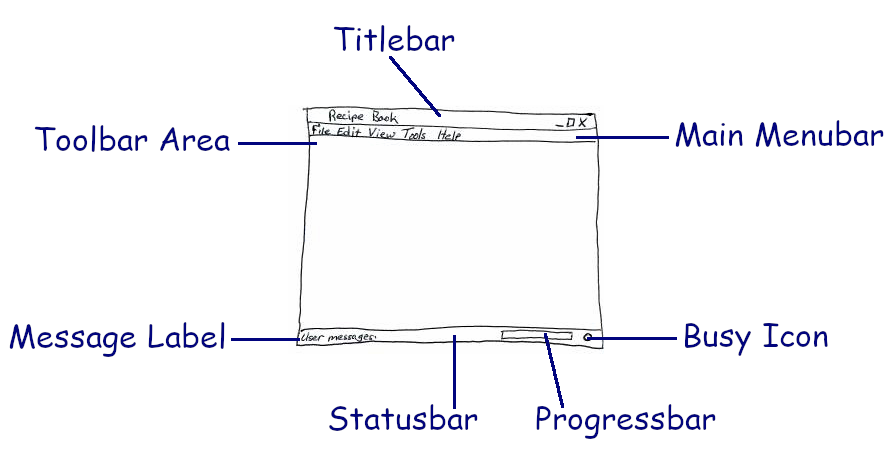 Titlebar
Recipe Book
_ □ X
File Edit View Tools Help
Toolbar Area
Main Menubar
Message Label
User messages.
Busy Icon
Statusbar
Progressbar